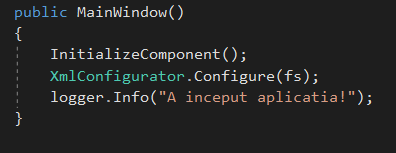 public MainWindow()
{
InitializeComponent();
XmlConfigurator.Configure(fs);
logger.Info("A inceput aplicatia!");
}